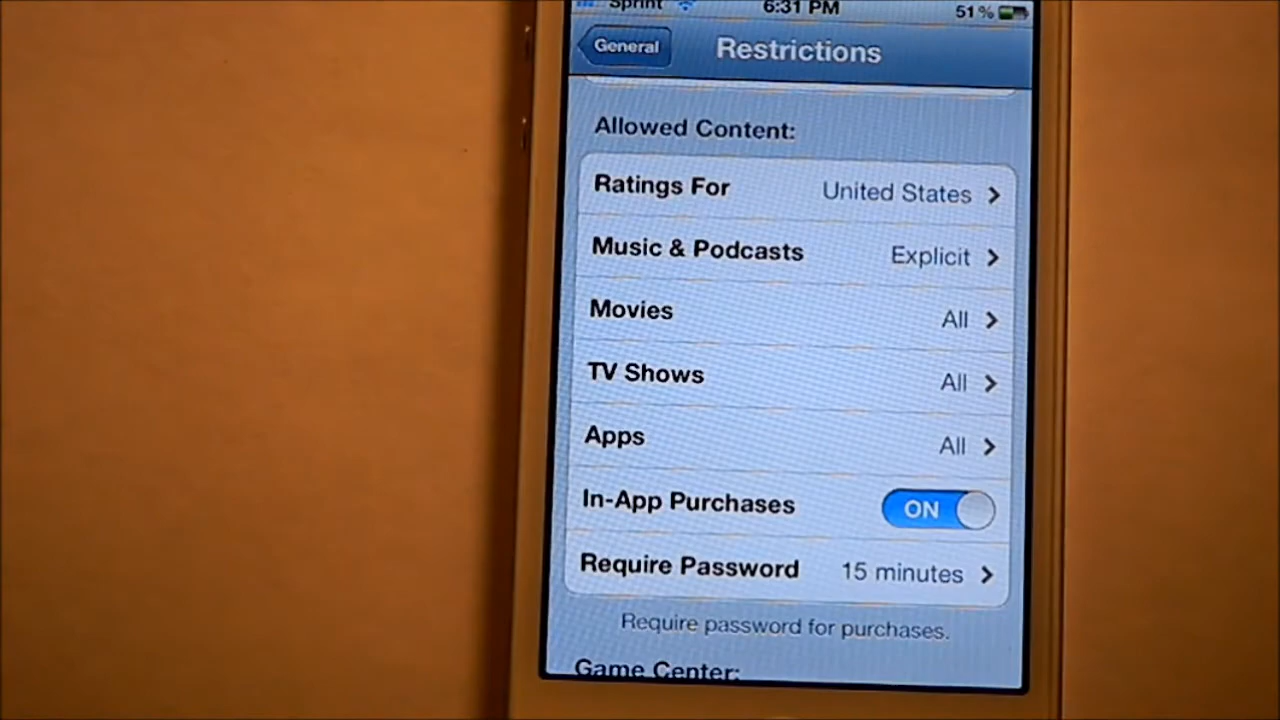 Sprint 6:31 PM 51%
General Restrictions
Allowed Content:
Ratings For United States
Music & Podcasts Explicit
Movies All
TV Shows All
Apps All
In-App Purchases ON
Require Password 15 minutes
Require password for purchases.
Game Center: